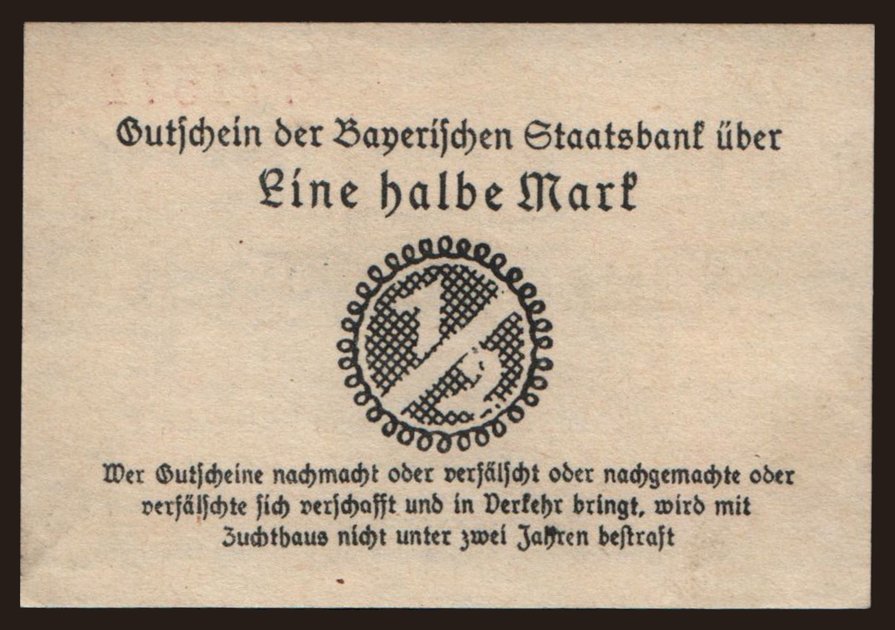 Gutschein der Bayerischen Staatsbank über
Eine halbe Mark
1/2
Wer Gutscheine nachmacht oder verfälscht oder nachgemachte oder
verfälschte sich verschafft und in Verkehr bringt, wird mit
Zuchthaus nicht unter zwei Jahren bestraft